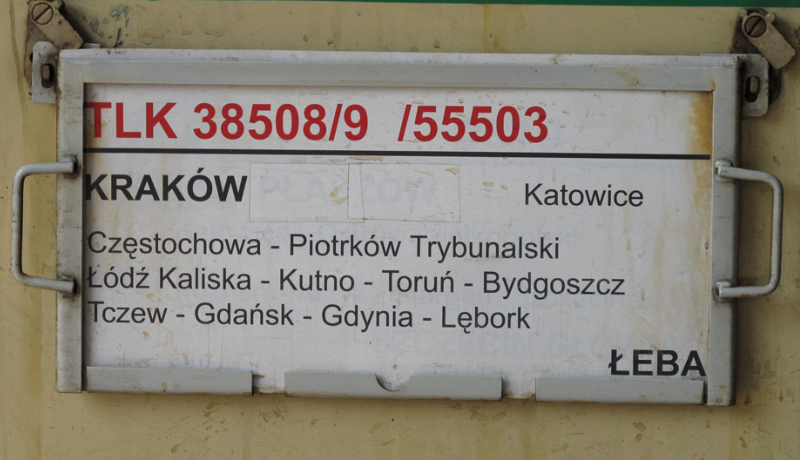 TLK 38508/9 /55503
KRAKÓW Katowice
Częstochowa - Piotrków Trybunalski
Łódź Kaliska - Kutno - Toruń - Bydgoszcz
Tczew - Gdańsk - Gdynia - Lębork
ŁEBA